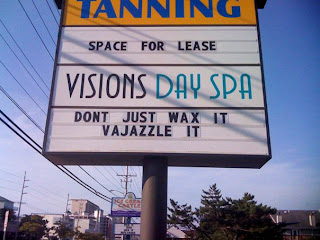 TANNING
SPACE FOR LEASE
VISIONS DAY SPA
DONT JUST WAX IT
VAJAZZLE IT